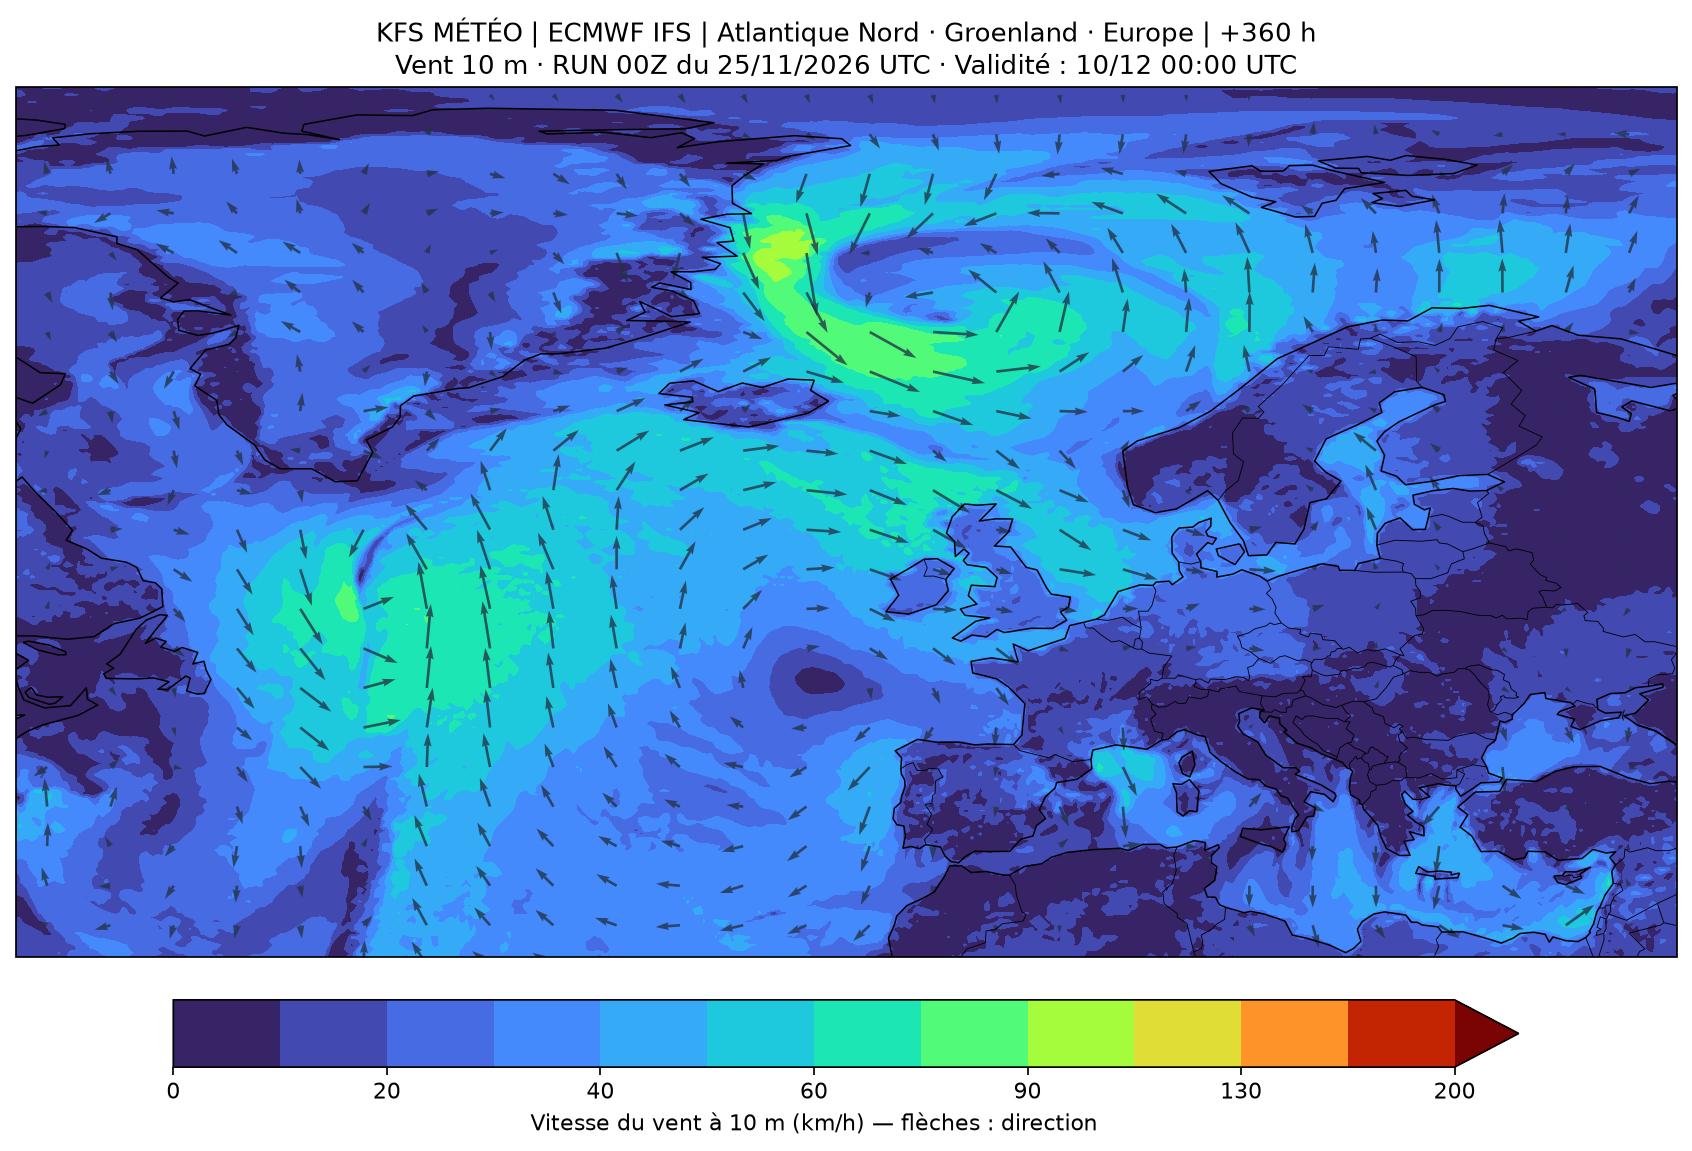 KFS MÉTÉO | ECMWF IFS | Atlantique Nord · Groenland · Europe | +360 h
Vent 10 m · RUN 00Z du 25/11/2026 UTC · Validité : 10/12 00:00 UTC
0 20 40 60 90 130 200
Vitesse du vent à 10 m (km/h) — flèches : direction